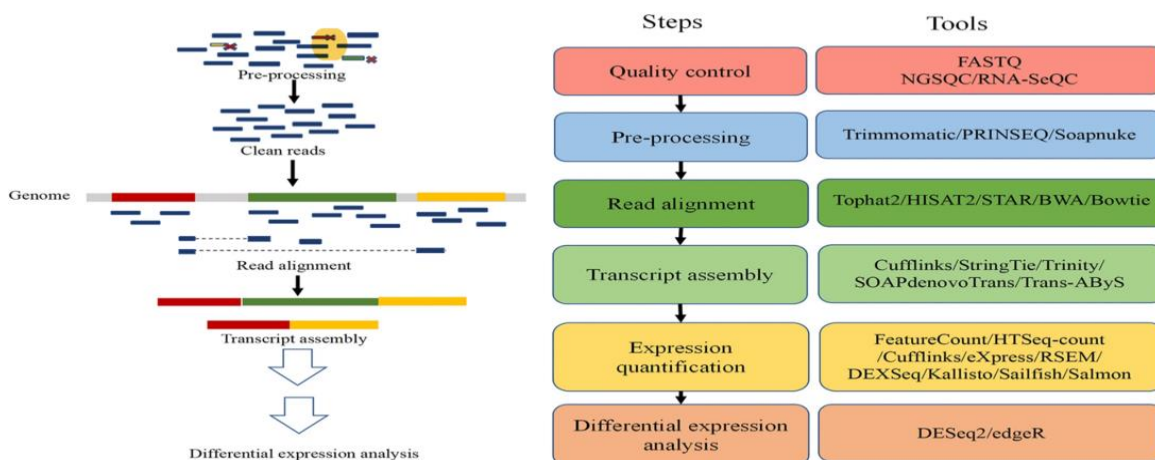 Pre-processing
Clean reads
Genome
Read alignment
Transcript assembly
Differential expression analysis
Steps
Tools
Quality control
FASTQ
NGSQC/RNA-SeQC
Pre-processing
Trimmomatic/PRINSEQ/Soapnuke
Read alignment
Tophat2/HISAT2/STAR/BWA/Bowtie
Transcript assembly
Cufflinks/StringTie/Trinity/
SOAPdenovoTrans/Trans-AByS
Expression
quantification
FeatureCount/HTSeq-count
/Cufflinks/eXpress/RSEM/
DEXSeq/Kallisto/Sailfish/Salmon
Differential expression
analysis
DESeq2/edgeR